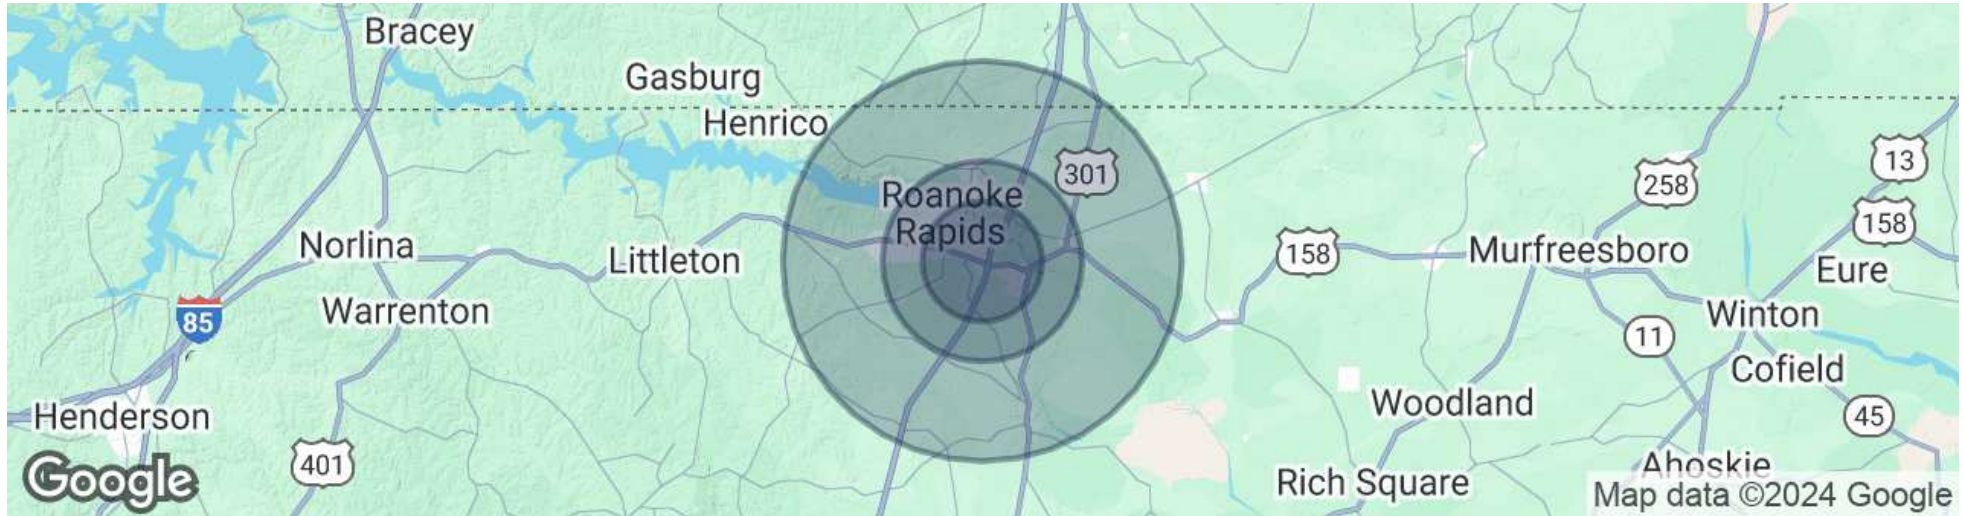 Bracey
Gasburg
Henrico
301
13
Roanoke
Rapids
258
158
Norlina
Littleton
158
Murfreesboro
Eure
85
Warrenton
Winton
11
Cofield
Henderson
Woodland
45
401
Ahoskie
Google
Rich Square
Map data ©2024 Google